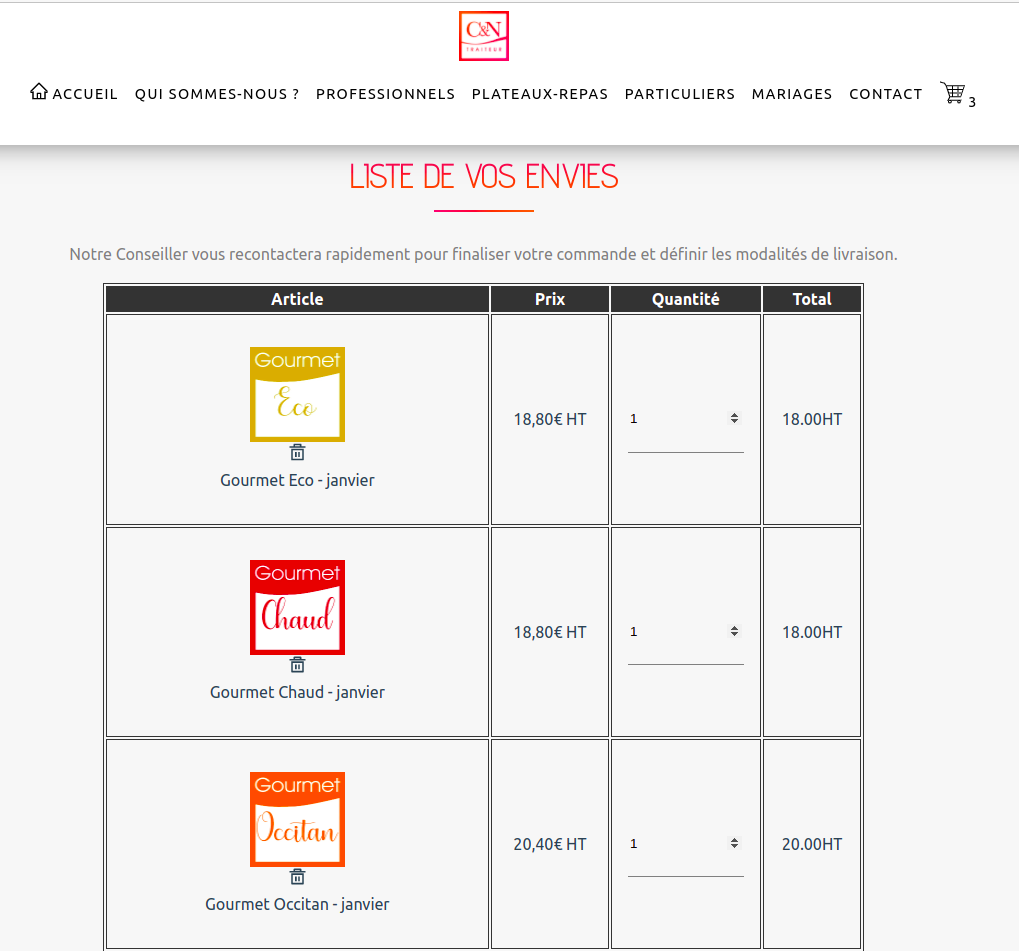 C&N
TRAITEUR
ACCUEIL QUI SOMMES-NOUS ? PROFESSIONNELS PLATEAUX-REPAS PARTICULIERS MARIAGES CONTACT 3
LISTE DE VOS ENVIES
Notre Conseiller vous recontactera rapidement pour finaliser votre commande et définir les modalités de livraison.
Article Prix Quantité Total
Gourmet
Eco
18,80€ HT 1 18.00HT
Gourmet Eco - janvier
Gourmet
Chaud
18,80€ HT 1 18.00HT
Gourmet Chaud - janvier
Gourmet
Occitan
20,40€ HT 1 20.00HT
Gourmet Occitan - janvier